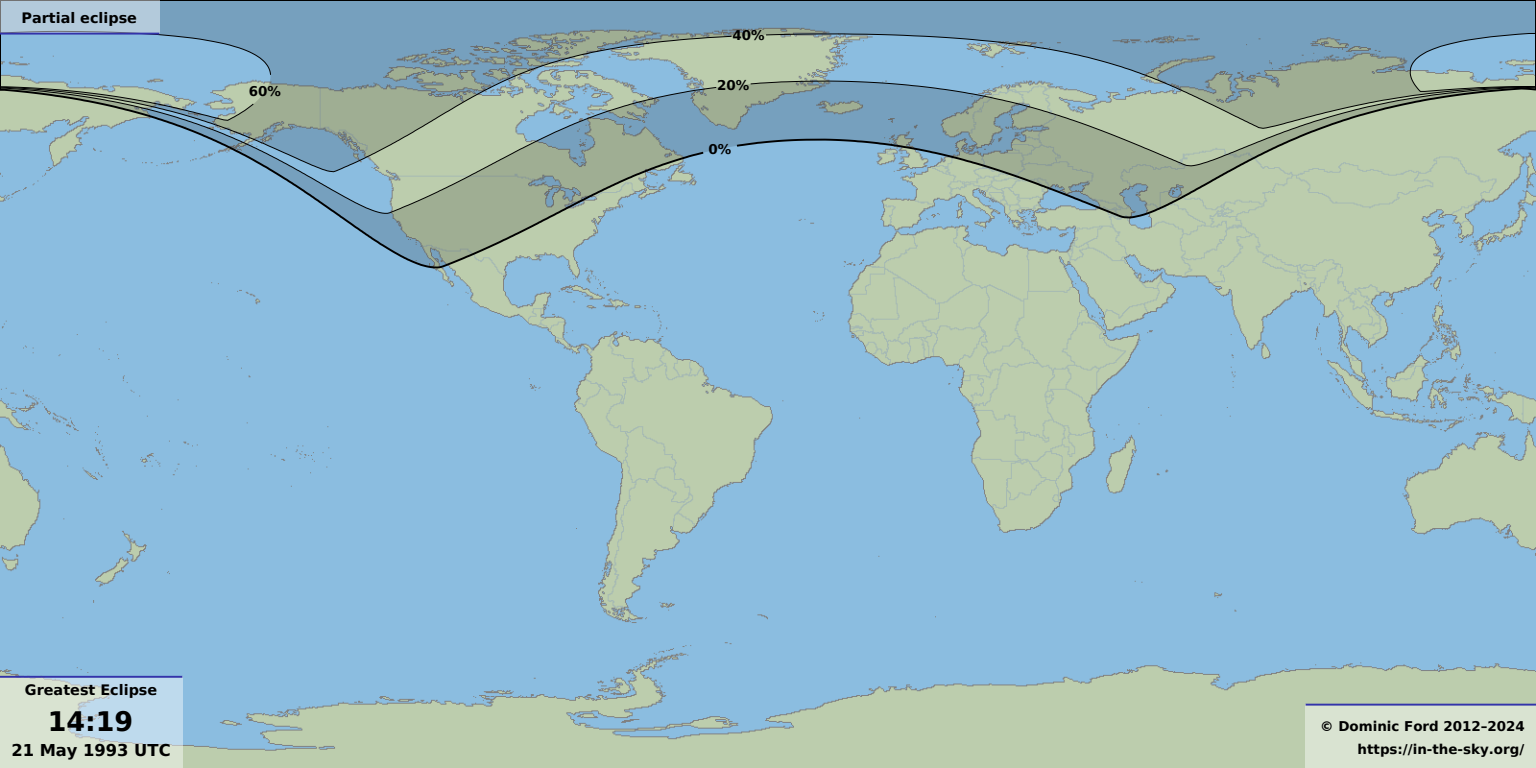 Partial eclipse
40%
20%
60%
0%
Greatest Eclipse
14:19
21 May 1993 UTC
© Dominic Ford 2012–2024
https://in-the-sky.org/